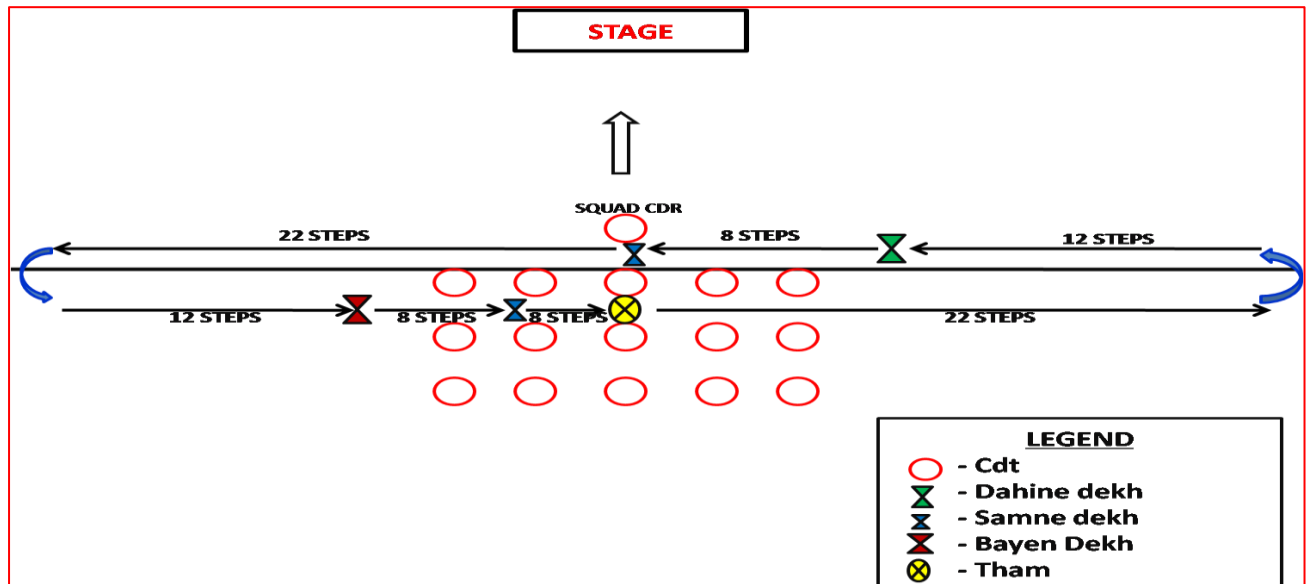 STAGE
SQUAD CDR
22 STEPS
8 STEPS
12 STEPS
12 STEPS
8 STEPS
8 STEPS
22 STEPS
LEGEND
- Cdt
- Dahine dekh
- Samne dekh
- Bayen Dekh
- Tham